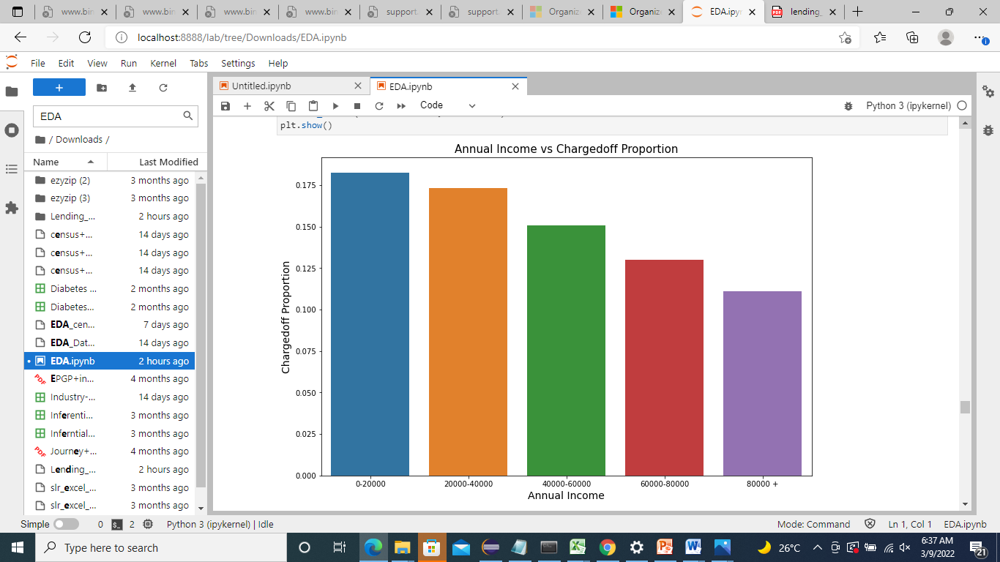 www.bin
www.bin
www.bin
www.bin
support.
support.
Organize
Organize
EDA.ipyn
lending_
localhost:8888/lab/tree/Downloads/EDA.ipynb
File Edit View Run Kernel Tabs Settings Help
Untitled.ipynb
EDA.ipynb
EDA
Code
Python 3 (ipykernel)
/ Downloads /
Name Last Modified
ezyzip (2) 3 months ago
ezyzip (3) 3 months ago
Lending_... 2 hours ago
census+... 14 days ago
census+... 14 days ago
census+... 14 days ago
Diabetes ... 2 months ago
Diabetes... 2 months ago
EDA_cen... 7 days ago
EDA_Dat... 14 days ago
EDA.ipynb 2 hours ago
EPGP+in... 4 months ago
Industry-... 14 days ago
Inferenti... 3 months ago
Inferntial... 3 months ago
Journey+... 4 months ago
Lending_... 2 hours ago
slr_excel_... 3 months ago
slr_excel_... 3 months ago
plt.show()
Annual Income vs Chargedoff Proportion
Chargedoff Proportion
0.175
0.150
0.125
0.100
0.075
0.050
0.025
0.000
0-20000 20000-40000 40000-60000 60000-80000 80000 +
Annual Income
Simple 0 2 Python 3 (ipykernel) | Idle Mode: Command Ln 1, Col 1 EDA.ipynb
Type here to search
26°C
6:37 AM
3/9/2022
21